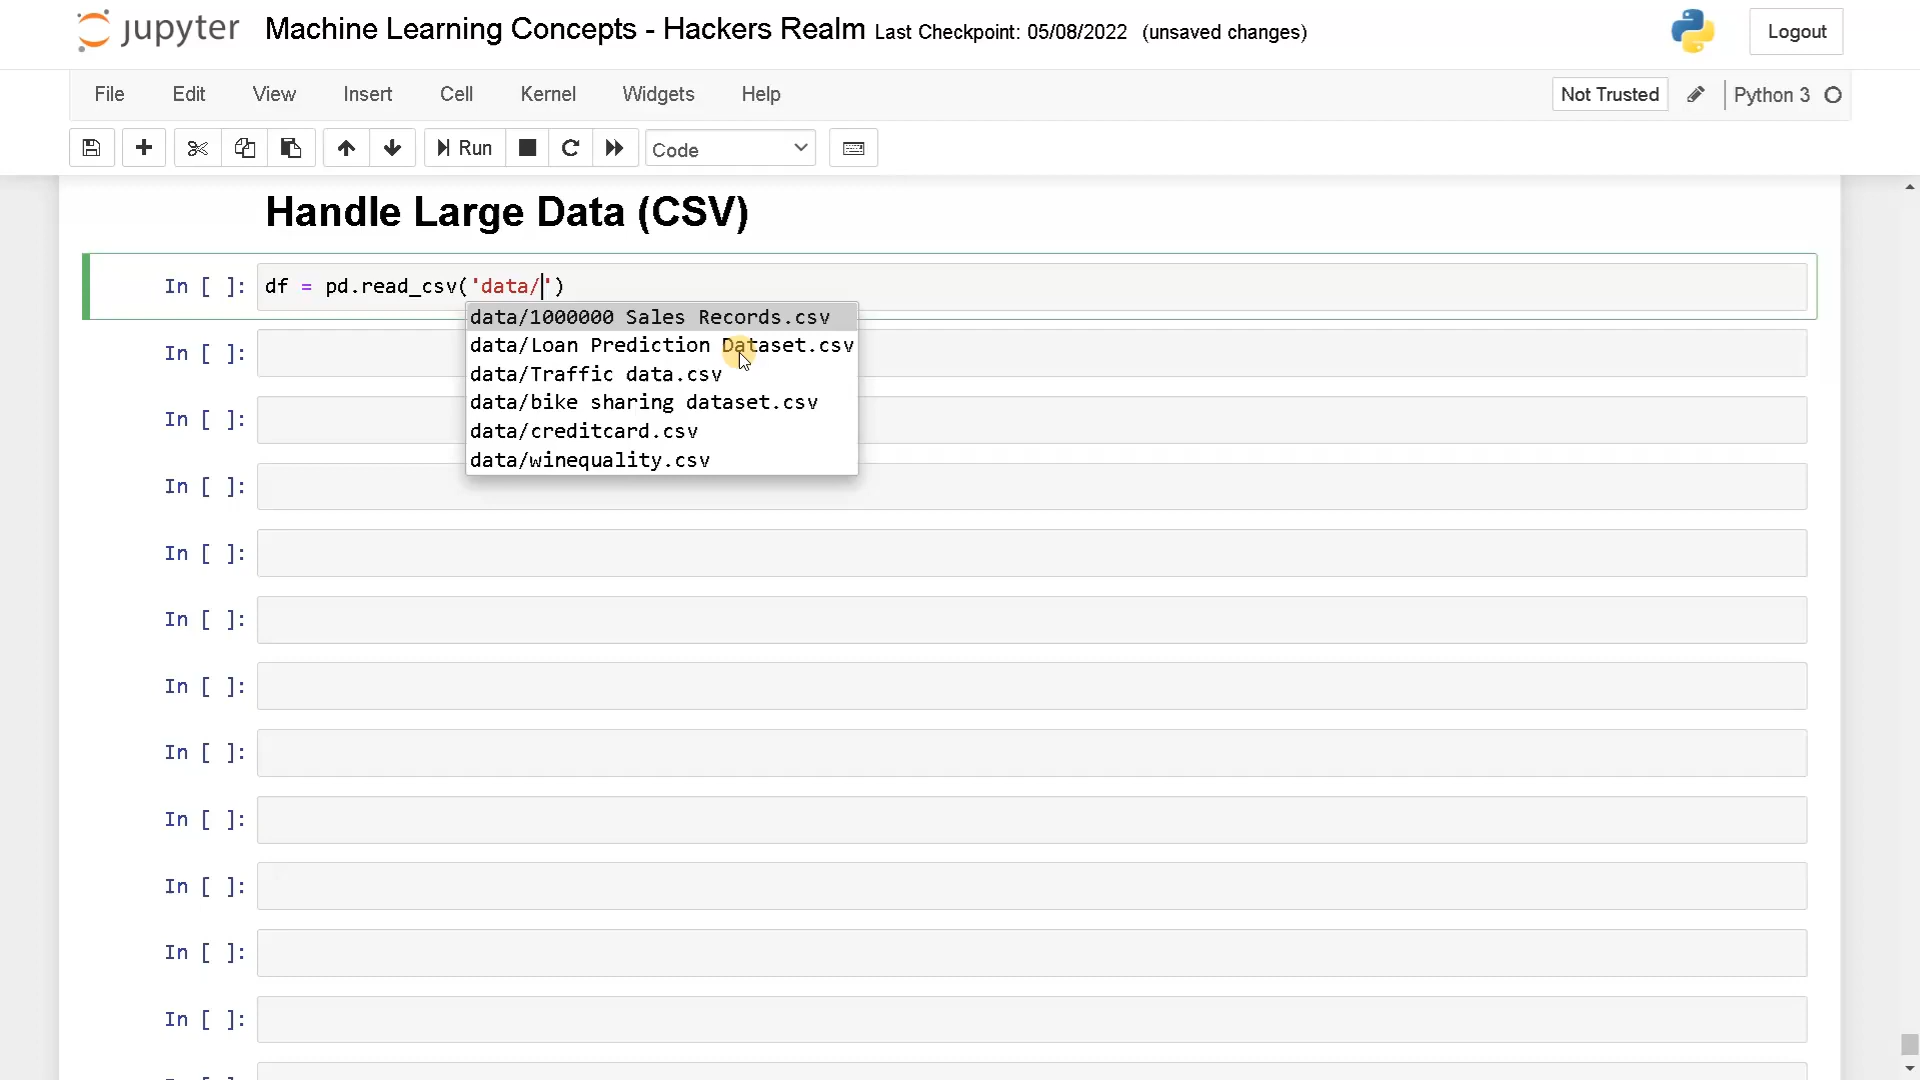 jupyter Machine Learning Concepts - Hackers Realm Last Checkpoint: 05/08/2022 (unsaved changes) Logout
File Edit View Insert Cell Kernel Widgets Help Not Trusted Python 3
Run Code
Handle Large Data (CSV)
In [ ]: df = pd.read_csv('data/')
data/1000000 Sales Records.csv
In [ ]: data/Loan Prediction Dataset.csv
data/Traffic data.csv
data/bike sharing dataset.csv
In [ ]:
data/creditcard.csv
data/winequality.csv
In [ ]:
In [ ]:
In [ ]:
In [ ]:
In [ ]:
In [ ]:
In [ ]:
In [ ]:
In [ ]: